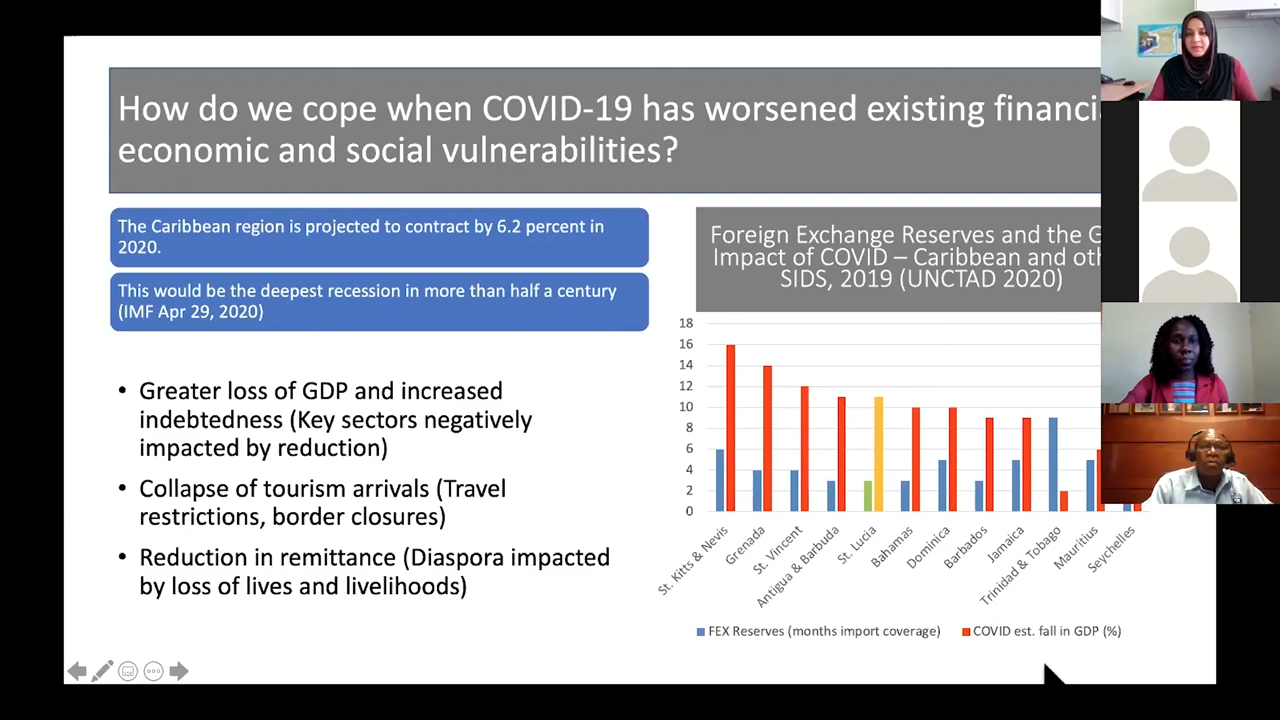 How do we cope when COVID-19 has worsened existing financi
economic and social vulnerabilities?
The Caribbean region is projected to contract by 6.2 percent in
2020.
This would be the deepest recession in more than half a century
(IMF Apr 29, 2020)
• Greater loss of GDP and increased
indebtedness (Key sectors negatively
impacted by reduction)
• Collapse of tourism arrivals (Travel
restrictions, border closures)
• Reduction in remittance (Diaspora impacted
by loss of lives and livelihoods)
Foreign Exchange Reserves and the G
Impact of COVID – Caribbean and oth
SIDS, 2019 (UNCTAD 2020)
18
16
14
12
10
8
6
4
2
0
St. Kitts & Nevis
Grenada
St. Vincent
Antigua & Barbuda
St. Lucia
Bahamas
Dominica
Barbados
Jamaica
Trinidad & Tobago
Mauritius
Seychelles
FEX Reserves (months import coverage)
COVID est. fall in GDP (%)